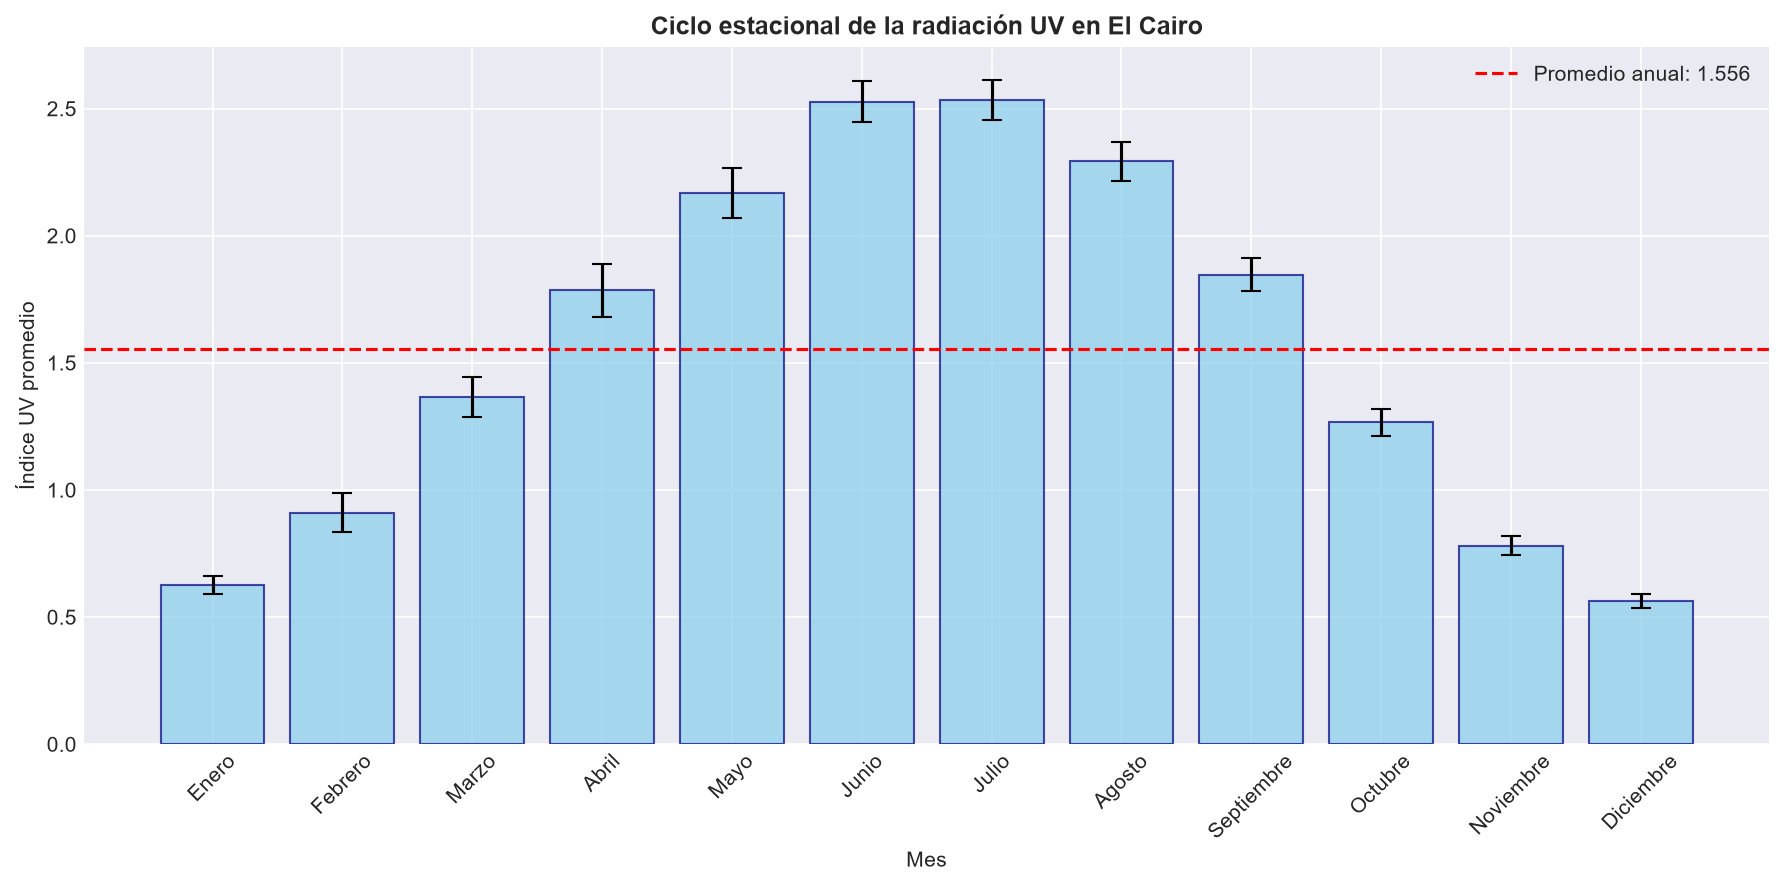 Ciclo estacional de la radiación UV en El Cairo
Promedio anual: 1.556
Índice UV promedio
2.5
2.0
1.5
1.0
0.5
0.0
Enero
Febrero
Marzo
Abril
Mayo
Junio
Julio
Agosto
Septiembre
Octubre
Noviembre
Diciembre
Mes